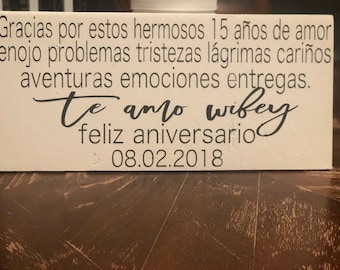 Gracias por estos hermosos 15 años de amor
enojo problemas tristezas lágrimas cariños
aventuras emociones entregas.
te amo wifey
feliz aniversario
08.02.2018